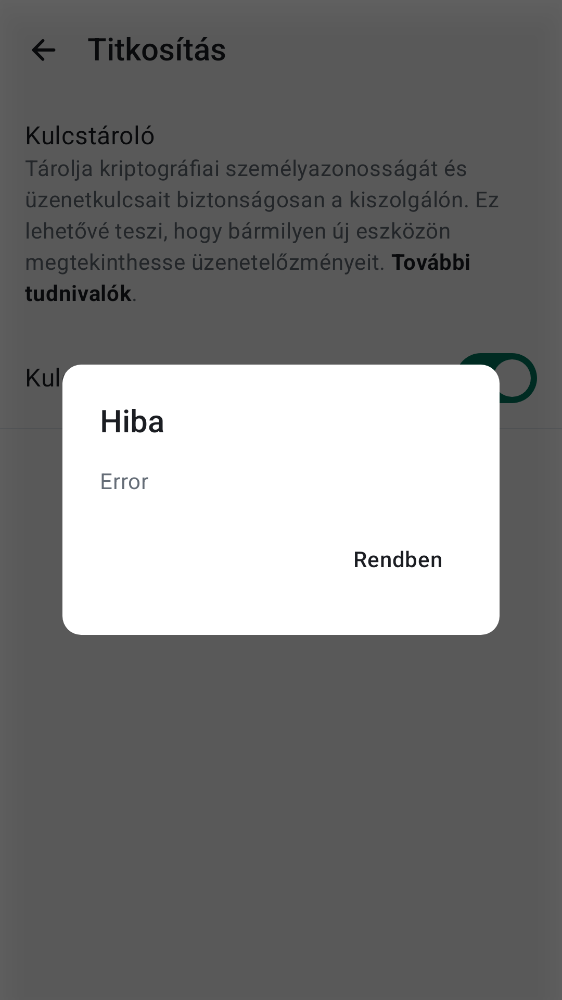 Titkosítás
Kulcstároló
Tárolja kriptográfiai személyazonosságát és
üzenetkulcsait biztonságosan a kiszolgálón. Ez
lehetővé teszi, hogy bármilyen új eszközön
megtekinthesse üzenetelőzményeit. További
tudnivalók.
Kul
Hiba
Error
Rendben